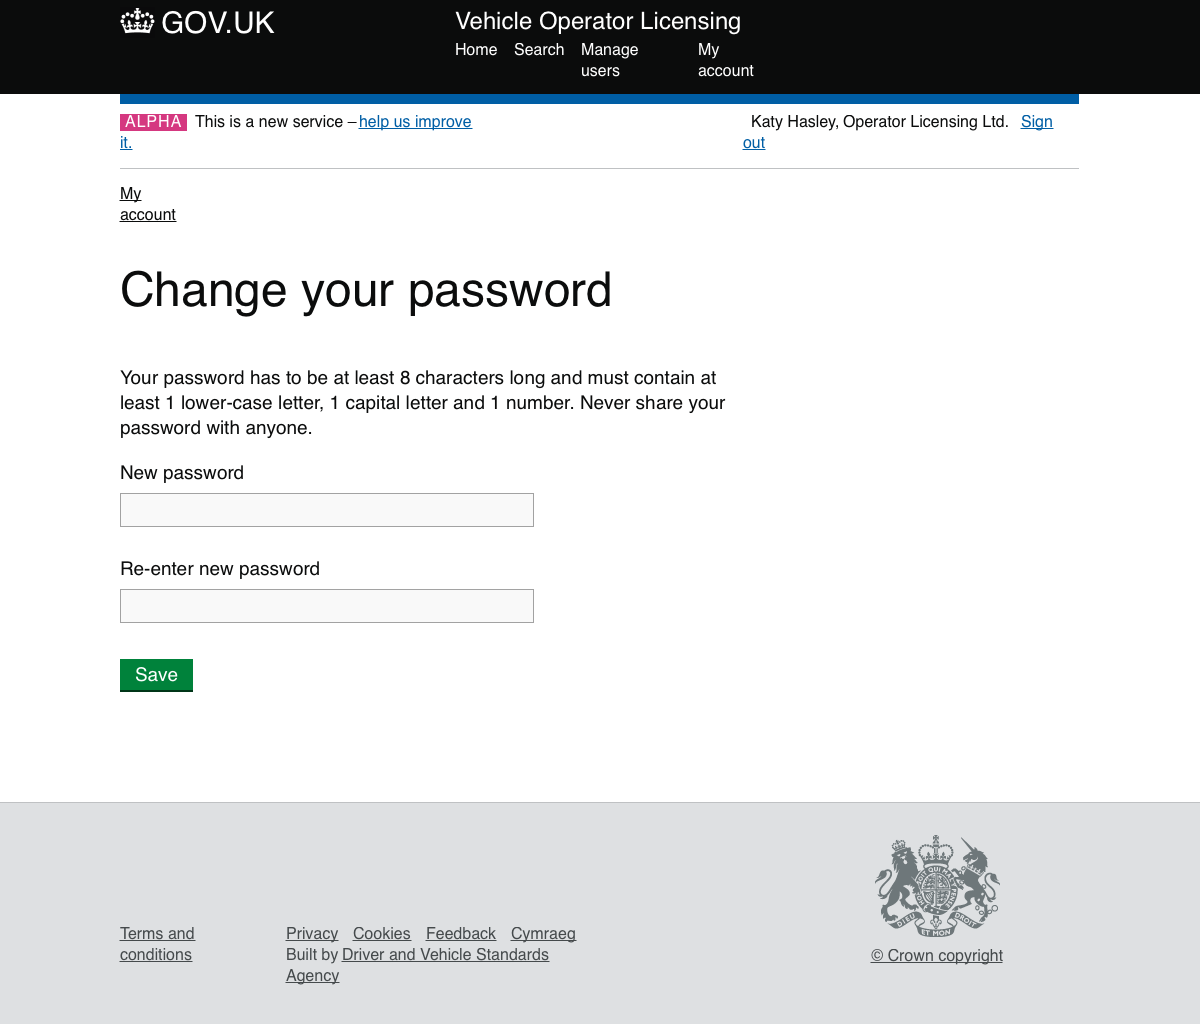 GOV.UK
Vehicle Operator Licensing
Home Search Manage users My account
ALPHA This is a new service – help us improve it.
Katy Hasley, Operator Licensing Ltd. Sign out
My
account
Change your password
Your password has to be at least 8 characters long and must contain at
least 1 lower-case letter, 1 capital letter and 1 number. Never share your
password with anyone.
New password
Re-enter new password
Save
Terms and
conditions
Privacy Cookies Feedback Cymraeg
Built by Driver and Vehicle Standards
Agency
DIEU ET MON DROIT
© Crown copyright